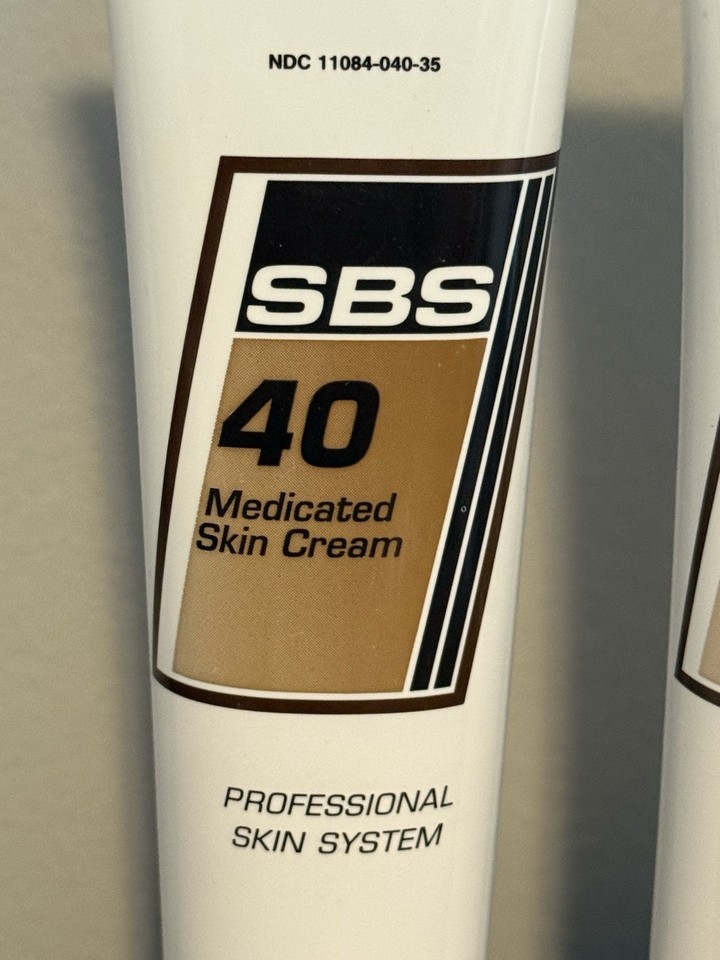 NDC 11084-040-35
SBS
40
Medicated
Skin Cream
PROFESSIONAL
SKIN SYSTEM